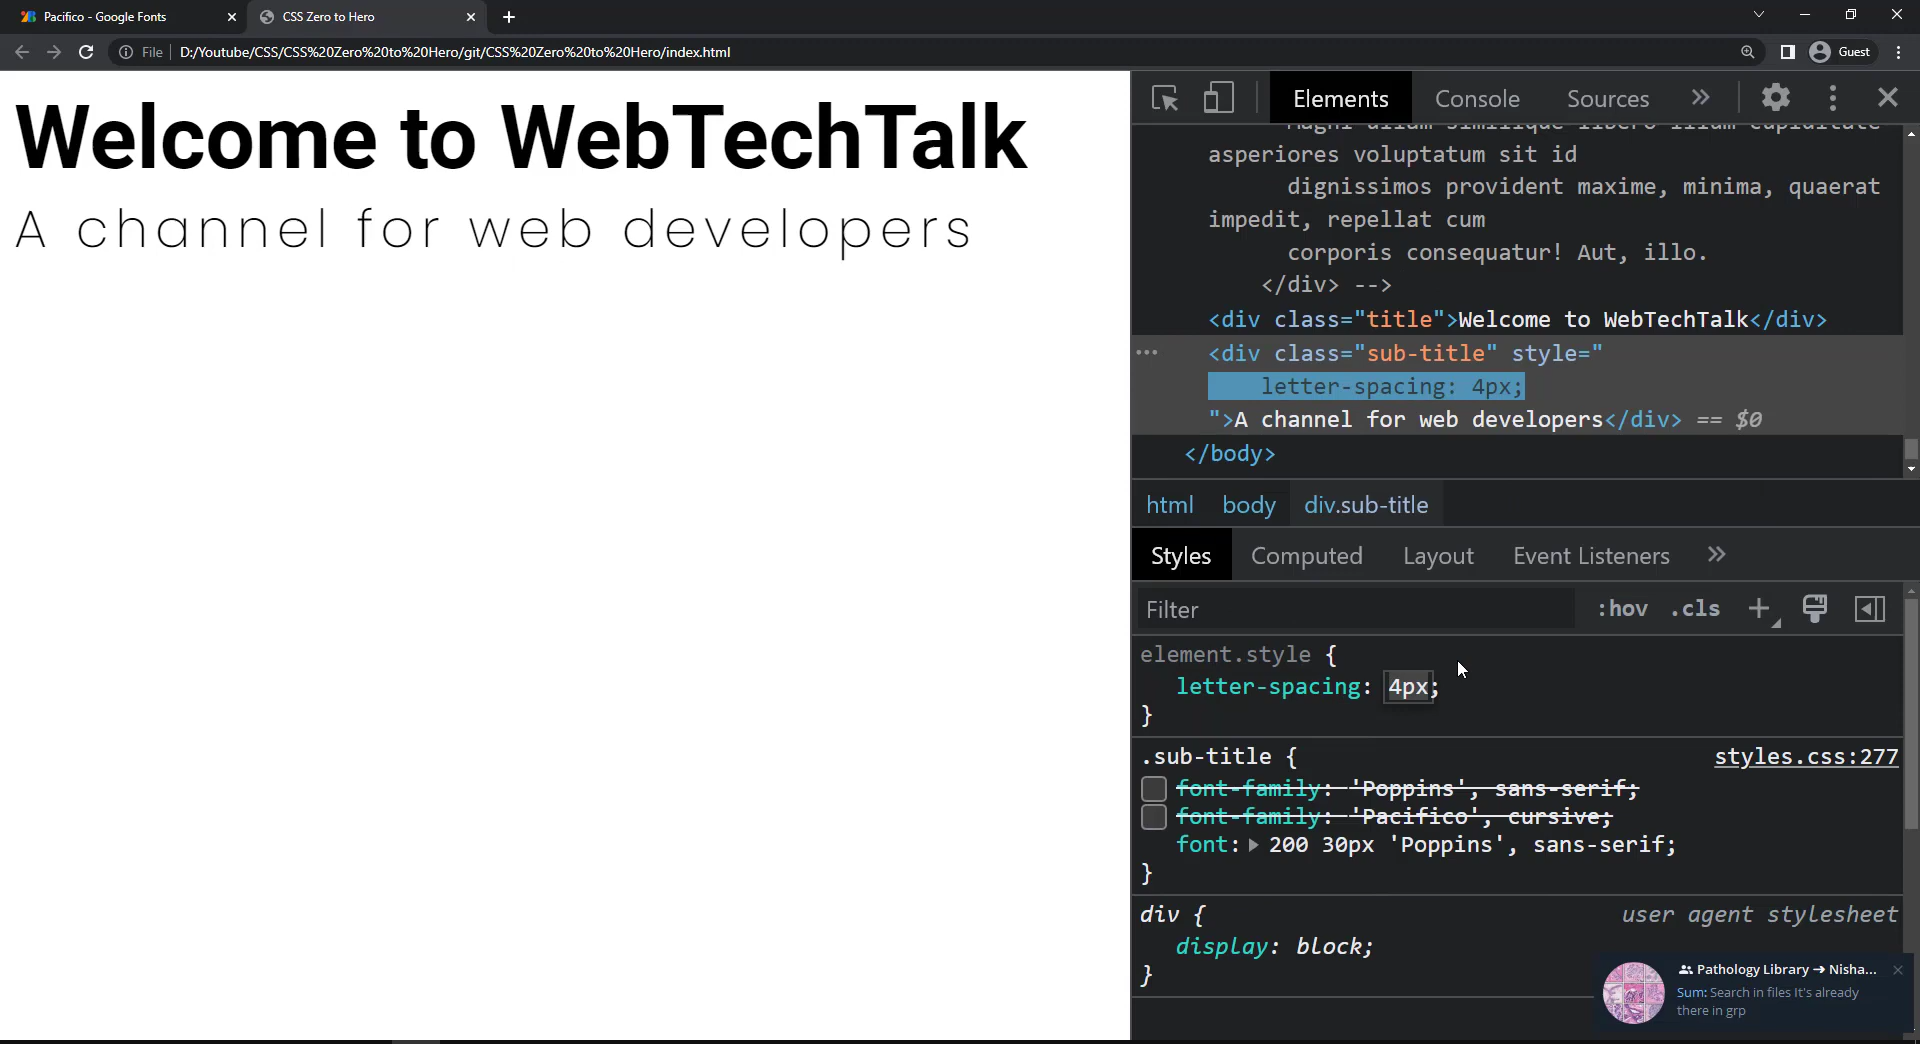 Pacifico - Google Fonts
CSS Zero to Hero
File
D:/Youtube/CSS/CSS%20Zero%20to%20Hero/git/CSS%20Zero%20to%20Hero/index.html
Guest
Welcome to WebTechTalk
A channel for web developers
Elements
Console
Sources
asperiores voluptatum sit id
dignissimos provident maxime, minima, quaerat
impedit, repellat cum
corporis consequatur! Aut, illo.
</div> -->
<div class="title">Welcome to WebTechTalk</div>
<div class="sub-title" style="
letter-spacing: 4px;
">A channel for web developers</div> == $0
</body>
html
body
div.sub-title
Styles
Computed
Layout
Event Listeners
Filter
:hov
.cls
element.style {
letter-spacing: 4px;
}
.sub-title {
styles.css:277
font-family: 'Poppins', sans-serif;
font-family: 'Pacifico', cursive;
font: 200 30px 'Poppins', sans-serif;
}
div {
user agent stylesheet
display: block;
}
Pathology Library ➔ Nisha...
Sum: Search in files It's already
there in grp